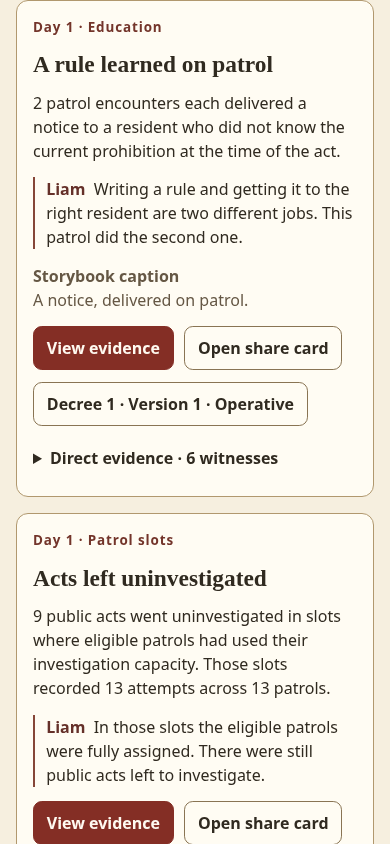 Day 1 · Education
A rule learned on patrol
2 patrol encounters each delivered a
notice to a resident who did not know the
current prohibition at the time of the act.
Liam Writing a rule and getting it to the
right resident are two different jobs. This
patrol did the second one.
Storybook caption
A notice, delivered on patrol.
View evidence
Open share card
Decree 1 · Version 1 · Operative
Direct evidence · 6 witnesses
Day 1 · Patrol slots
Acts left uninvestigated
9 public acts went uninvestigated in slots
where eligible patrols had used their
investigation capacity. Those slots
recorded 13 attempts across 13 patrols.
Liam In those slots the eligible patrols
were fully assigned. There were still
public acts left to investigate.
View evidence
Open share card